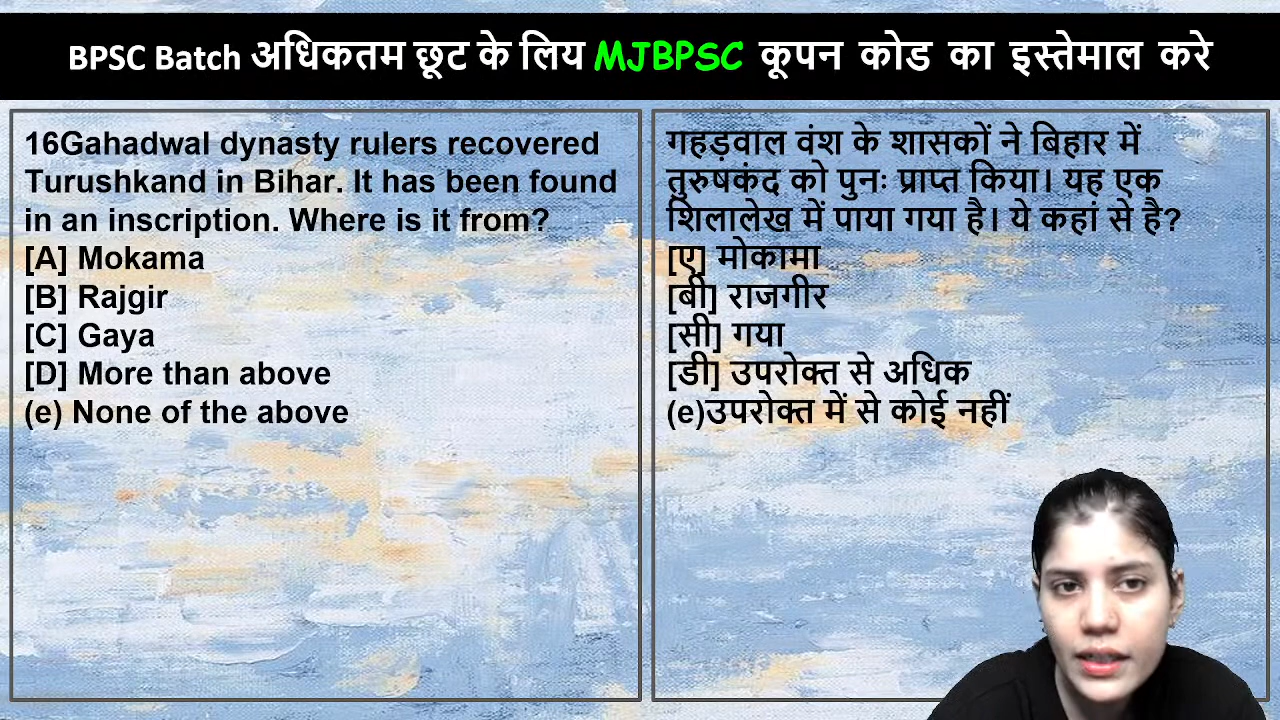 BPSC Batch अधिकतम छूट के लिय MJBPSC कूपन कोड का इस्तेमाल करे
16Gahadwal dynasty rulers recovered
Turushkand in Bihar. It has been found
in an inscription. Where is it from?
[A] Mokama
[B] Rajgir
[C] Gaya
[D] More than above
(e) None of the above
गहड़वाल वंश के शासकों ने बिहार में
तुरुषकंद को पुनः प्राप्त किया। यह एक
शिलालेख में पाया गया है। ये कहां से है?
[ए] मोकामा
[बी] राजगीर
[सी] गया
[डी] उपरोक्त से अधिक
(e)उपरोक्त में से कोई नहीं